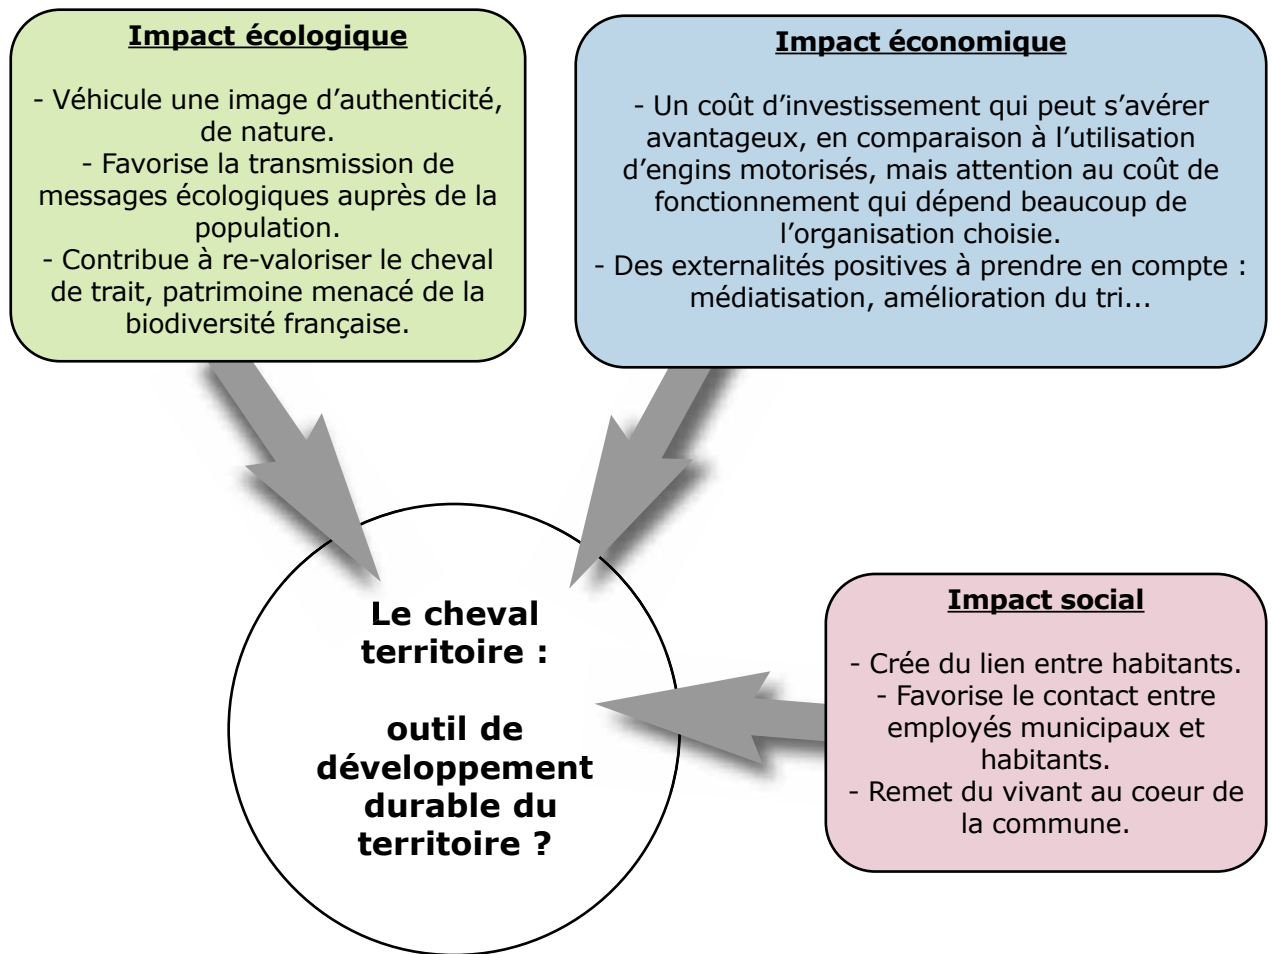 Impact écologique
- Véhicule une image d’authenticité,
de nature.
- Favorise la transmission de
messages écologiques auprès de la
population.
- Contribue à re-valoriser le cheval
de trait, patrimoine menacé de la
biodiversité française.
Impact économique
- Un coût d’investissement qui peut s’avérer
avantageux, en comparaison à l’utilisation
d’engins motorisés, mais attention au coût de
fonctionnement qui dépend beaucoup de
l’organisation choisie.
- Des externalités positives à prendre en compte :
médiatisation, amélioration du tri...
Le cheval
territoire :
outil de
développement
durable du
territoire ?
Impact social
- Crée du lien entre habitants.
- Favorise le contact entre
employés municipaux et
habitants.
- Remet du vivant au coeur de
la commune.